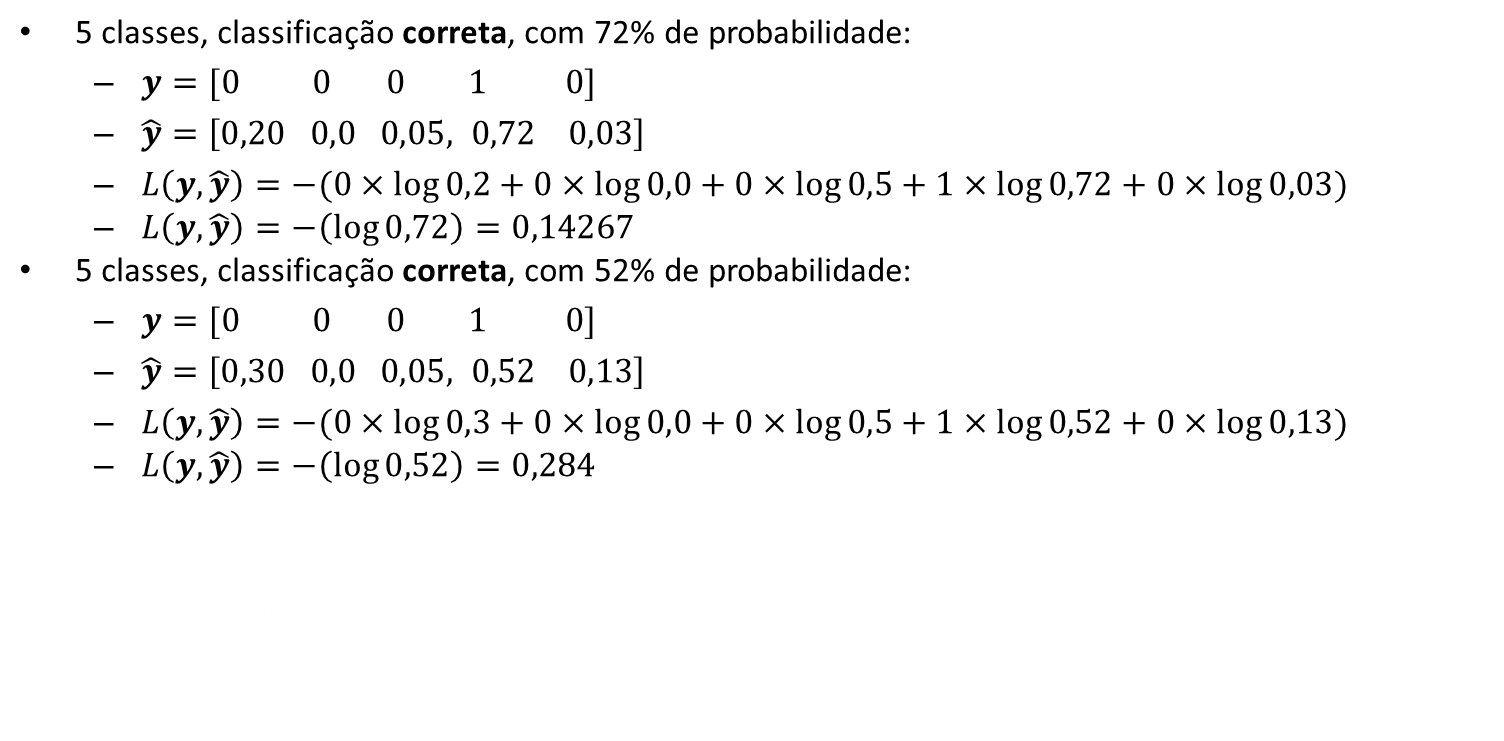 • 5 classes, classificação correta, com 72% de probabilidade:
– y = [0 0 0 1 0]
– ŷ = [0,20 0,0 0,05, 0,72 0,03]
– L(y, ŷ) = −(0 × log 0,2 + 0 × log 0,0 + 0 × log 0,5 + 1 × log 0,72 + 0 × log 0,03)
– L(y, ŷ) = −(log 0,72) = 0,14267
• 5 classes, classificação correta, com 52% de probabilidade:
– y = [0 0 0 1 0]
– ŷ = [0,30 0,0 0,05, 0,52 0,13]
– L(y, ŷ) = −(0 × log 0,3 + 0 × log 0,0 + 0 × log 0,5 + 1 × log 0,52 + 0 × log 0,13)
– L(y, ŷ) = −(log 0,52) = 0,284